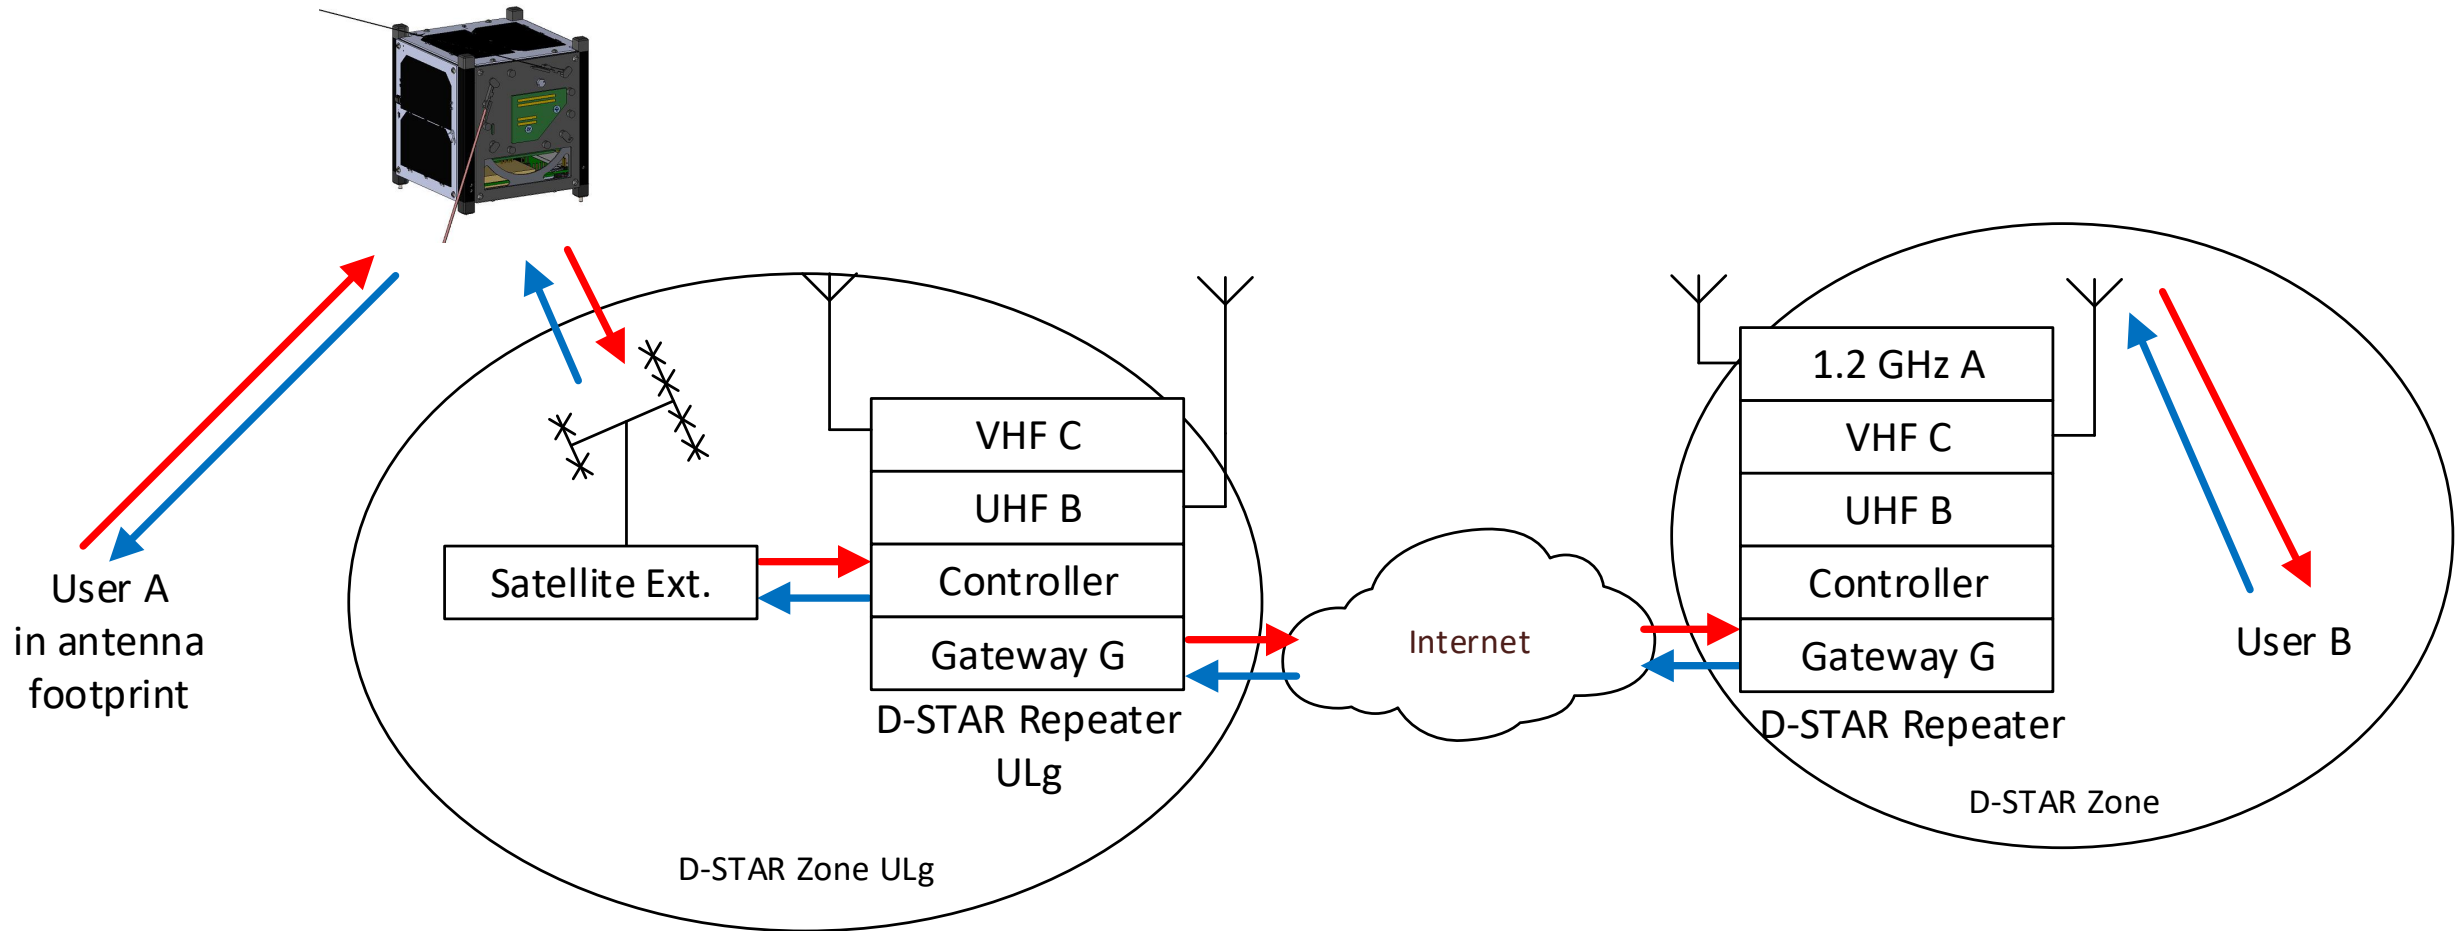 User A
in antenna
footprint
Satellite Ext.
VHF C
UHF B
Controller
Gateway G
D-STAR Repeater
ULg
D-STAR Zone ULg
Internet
1.2 GHz A
VHF C
UHF B
Controller
Gateway G
D-STAR Repeater
D-STAR Zone
User B